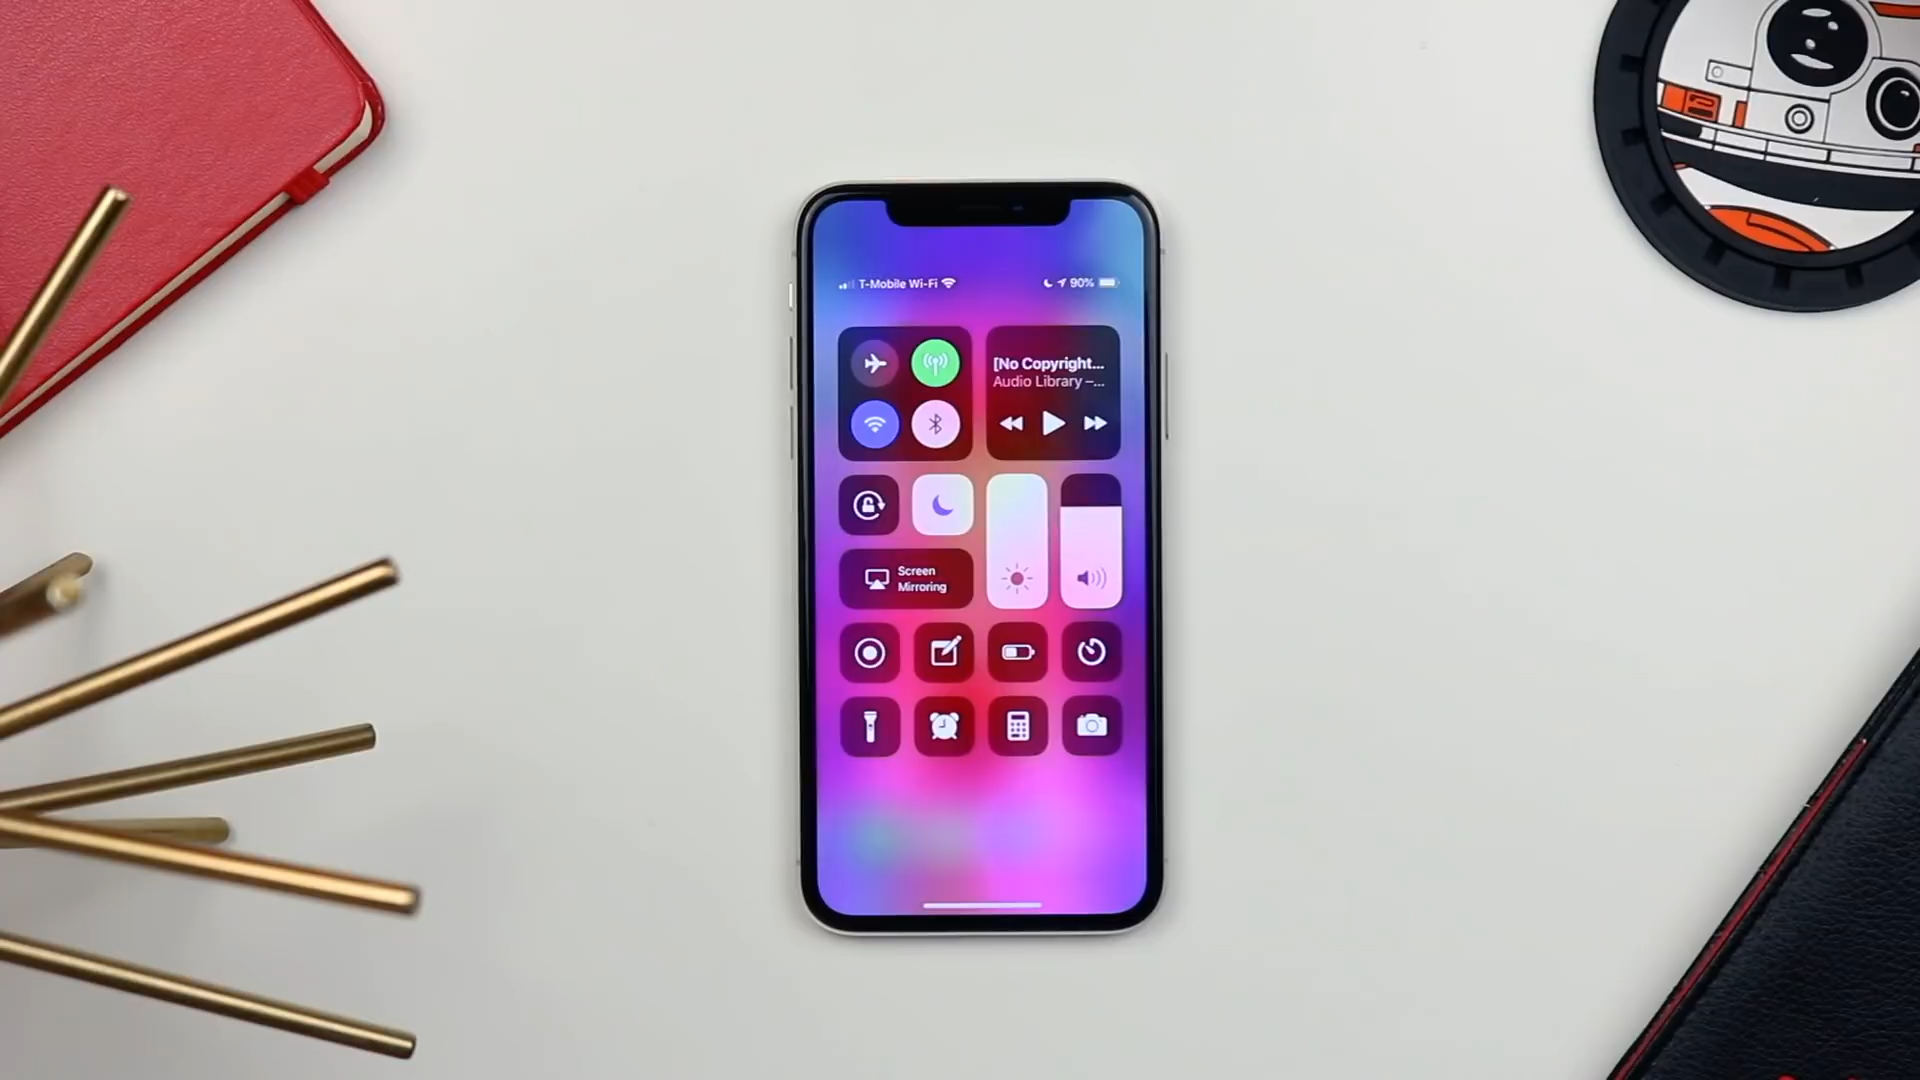 T-Mobile Wi-Fi
90%
[No Copyright...
Audio Library –...
Screen
Mirroring